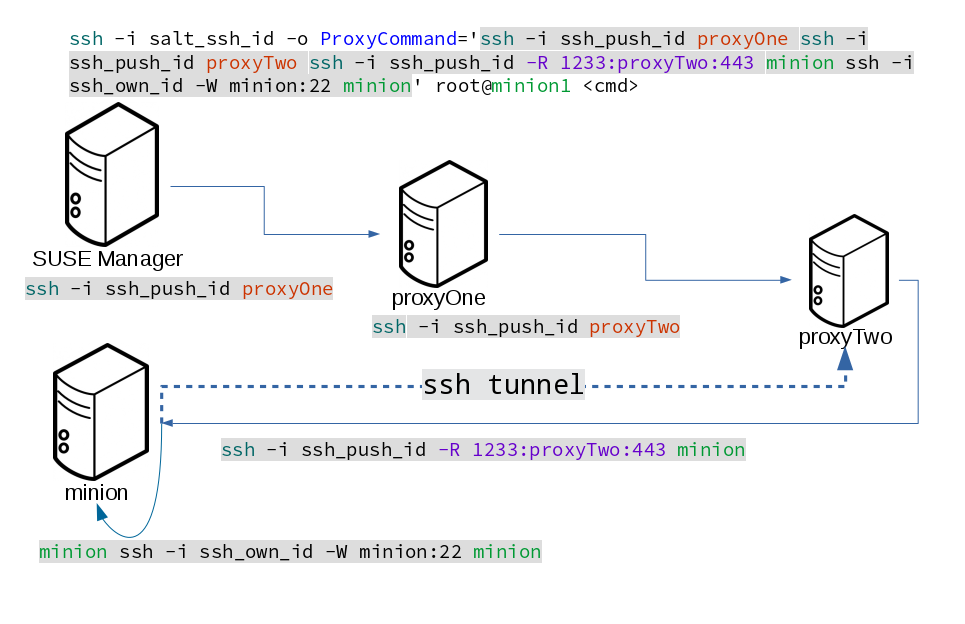 ssh -i salt_ssh_id -o ProxyCommand='ssh -i ssh_push_id proxyOne ssh -i
ssh_push_id proxyTwo ssh -i ssh_push_id -R 1233:proxyTwo:443 minion ssh -i
ssh_own_id -W minion:22 minion' root@minion1 <cmd>
SUSE Manager
ssh -i ssh_push_id proxyOne
proxyOne
ssh -i ssh_push_id proxyTwo
proxyTwo
ssh tunnel
ssh -i ssh_push_id -R 1233:proxyTwo:443 minion
minion
minion ssh -i ssh_own_id -W minion:22 minion